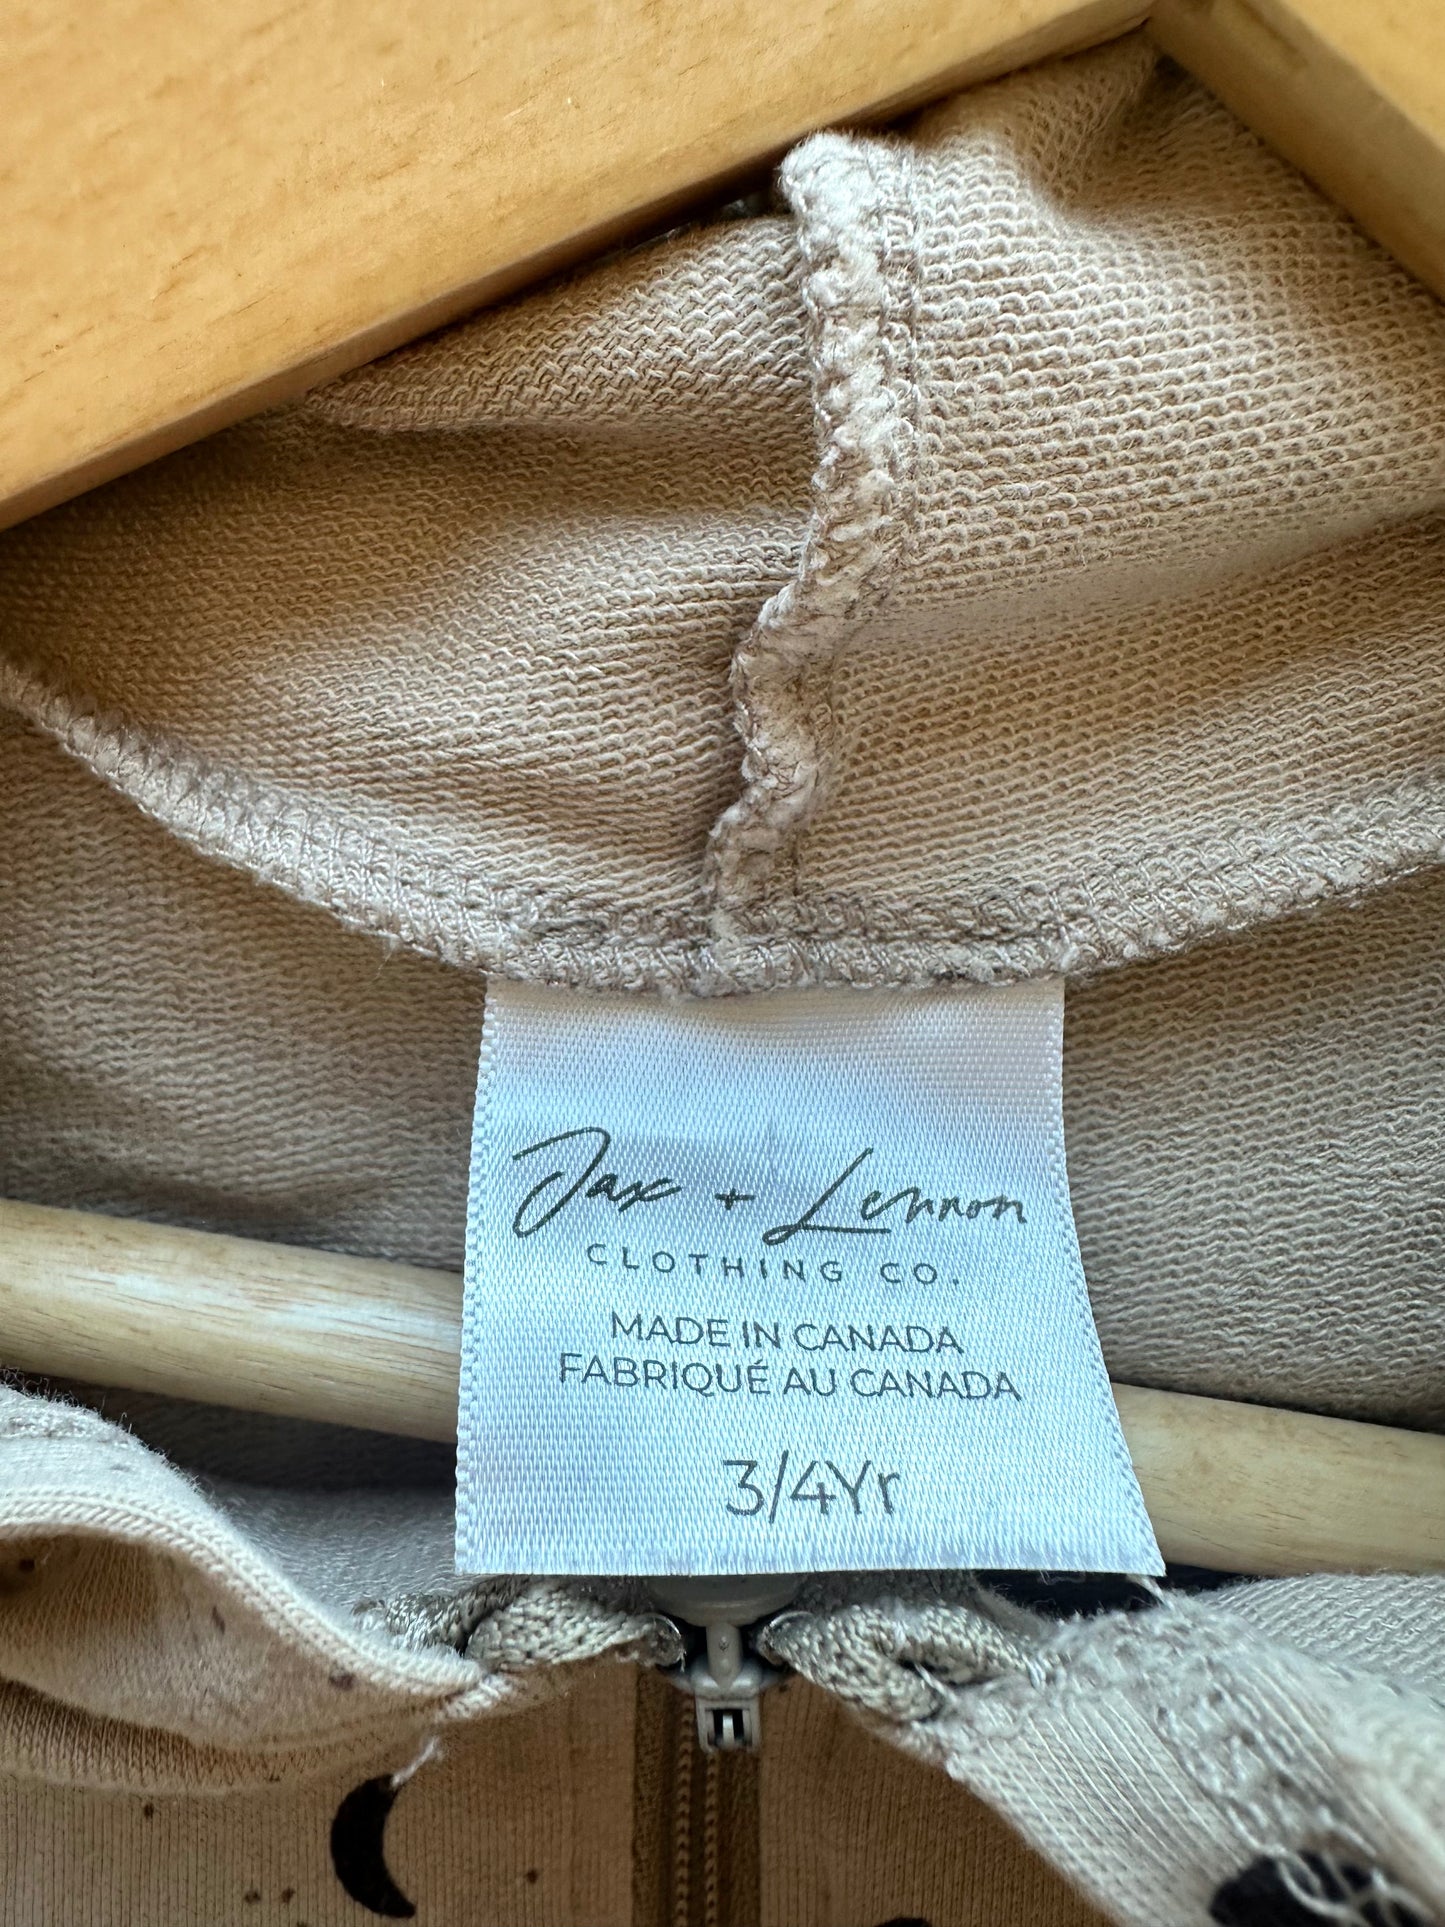 Jax + Lennon
CLOTHING CO.
MADE IN CANADA
FABRIQUÉ AU CANADA
3/4Yr